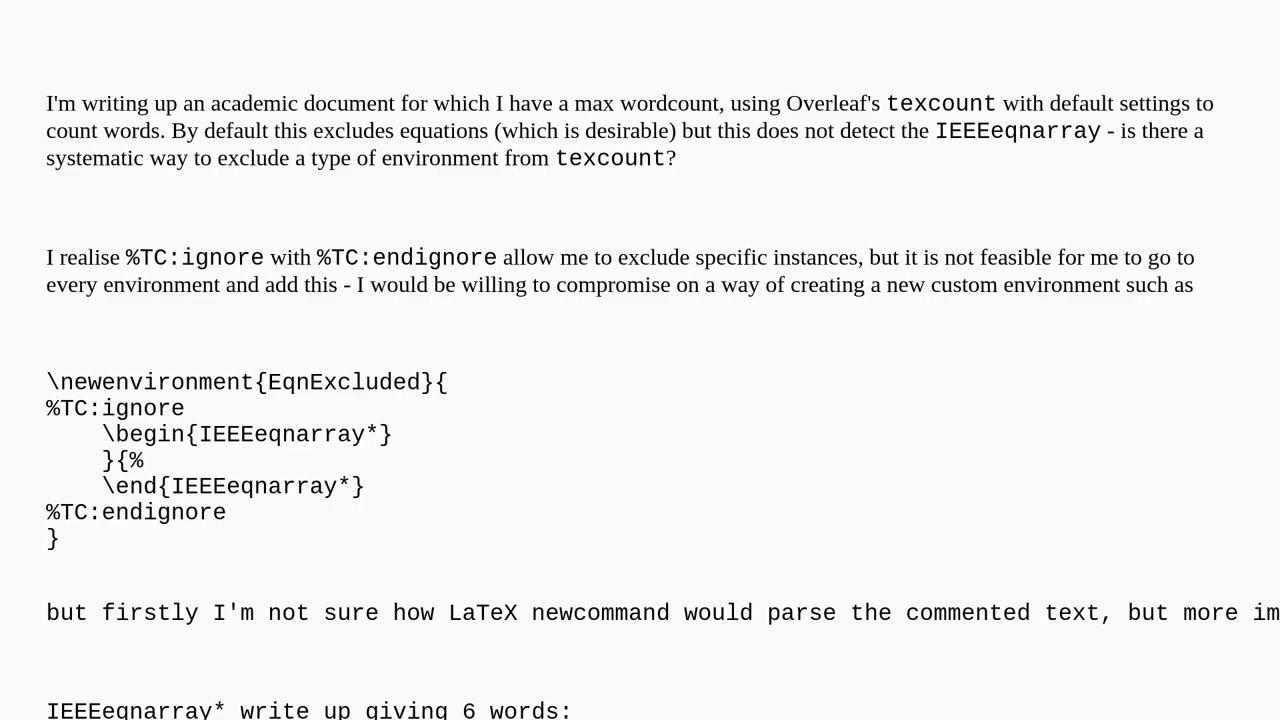 I'm writing up an academic document for which I have a max wordcount, using Overleaf's texcount with default settings to
count words. By default this excludes equations (which is desirable) but this does not detect the IEEEeqnarray - is there a
systematic way to exclude a type of environment from texcount?
I realise %TC:ignore with %TC:endignore allow me to exclude specific instances, but it is not feasible for me to go to
every environment and add this - I would be willing to compromise on a way of creating a new custom environment such as
\newenvironment{EqnExcluded}{
%TC:ignore
    \begin{IEEEeqnarray*}
    }{%
    \end{IEEEeqnarray*}
%TC:endignore
}
but firstly I'm not sure how LaTeX newcommand would parse the commented text, but more im
IEEEeqnarray* write up giving 6 words: